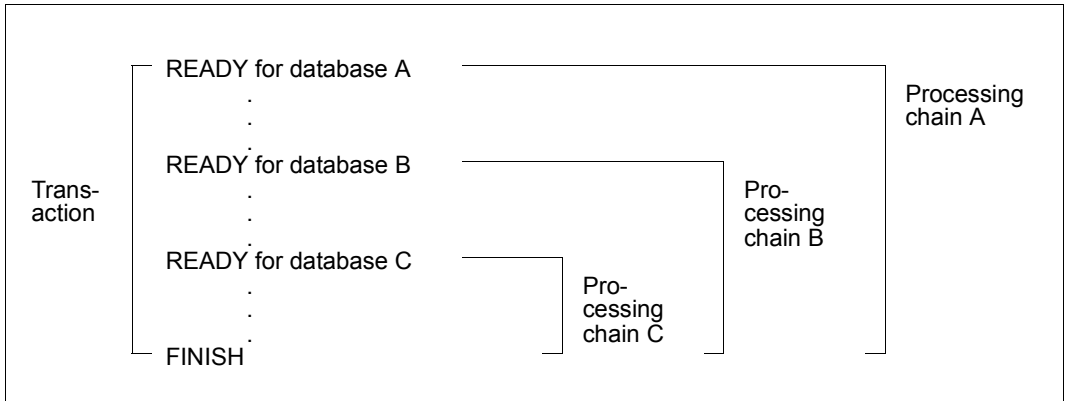 READY for database A
.
.
.
Processing
chain A
READY for database B
.
.
.
Trans-
action
Pro-
cessing
chain B
READY for database C
.
.
.
Pro-
cessing
chain C
FINISH